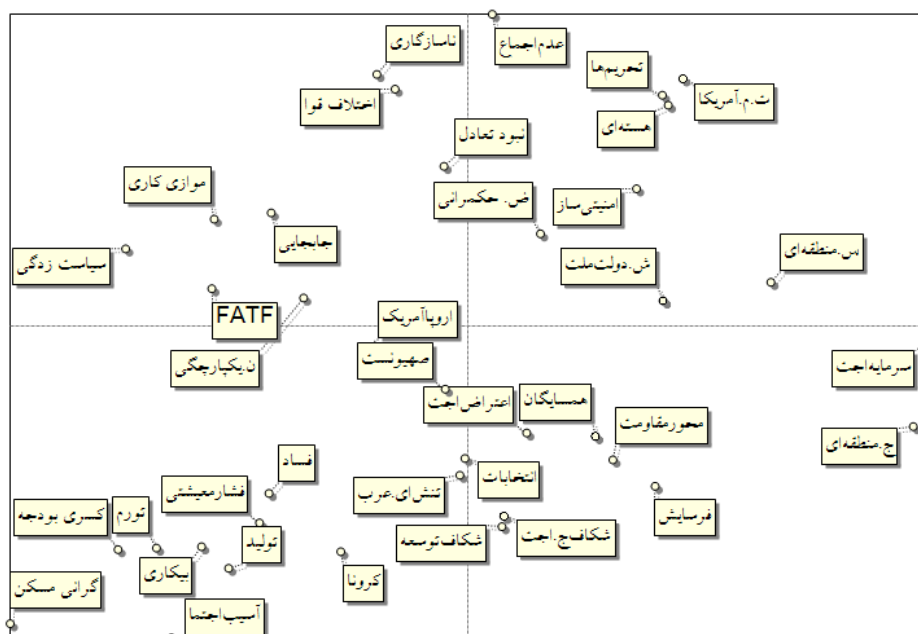 ناسازگاری
عدم‌اجماع
تحریم‌ها
ت.م.آمریکا
اختلاف قوا
هسته‌ای
نبود تعادل
موازی کاری
ض. حکمرانی
امنیتی‌ساز
جابجایی
س.منطقه‌ای
سیاست زدگی
ش.دولت‌ملت
FATF
اروپاآمریک
صهیونست
ن.یکپارچگی
سرمایه‌اجت
همسایگان
اعتراض‌اجت
محورمقاومت
ج.منطقه‌ای
فساد
انتخابات
فشارمعیشتی
تنش‌ای.عرب
فرسایش
کسری بودجه
تورم
تولید
شکاف‌توسعه
شکاف‌ج.اجت
بیکاری
کرونا
گرانی مسکن
آسیب‌اجتما